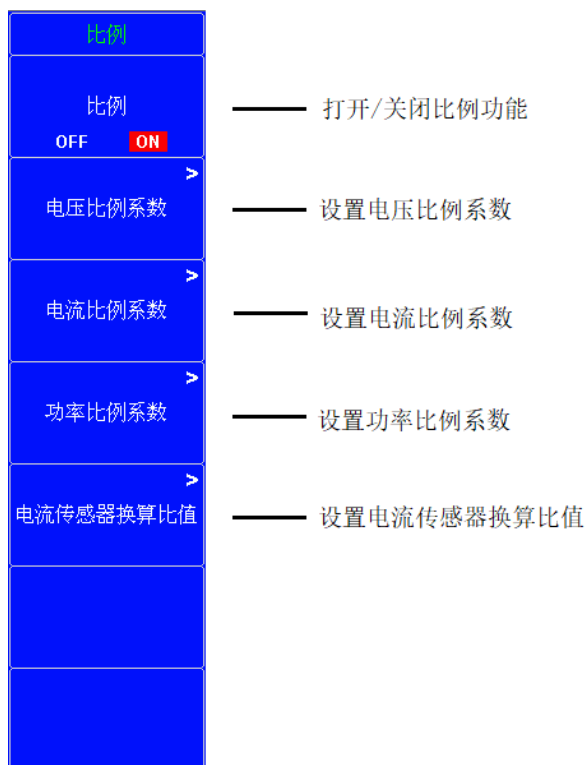 比例
比例
打开/关闭比例功能
OFF ON
>
电压比例系数
设置电压比例系数
>
电流比例系数
设置电流比例系数
>
功率比例系数
设置功率比例系数
>
电流传感器换算比值
设置电流传感器换算比值